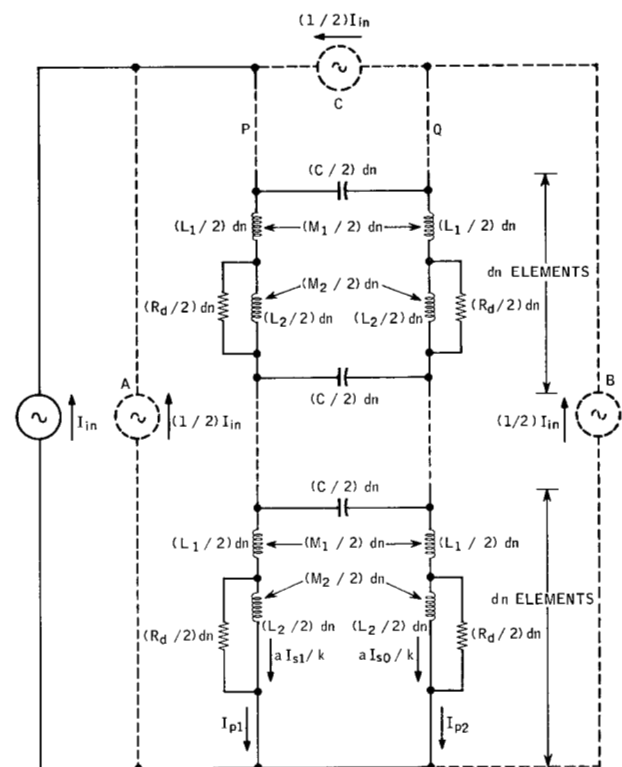 (1/2)Iin
C
P
Q
(C / 2) dn
(L1/ 2) dn
(M1 / 2) dn
(L1/ 2) dn
dn ELEMENTS
(M2 / 2) dn
(Rd/2) dn
(L2/2) dn
(L2/2) dn
(Rd/2) dn
A
B
(C / 2) dn
Iin
(1/ 2) Iin
(1/2) Iin
(C / 2) dn
(L1 / 2) dn
(M1 / 2) dn
(L1 / 2) dn
(M2 / 2) dn
dn ELEMENTS
(Rd /2) dn
(L2 /2) dn
(L2 /2) dn
(Rd /2) dn
a Is1/ k
a Is0/ k
Ip1
Ip2